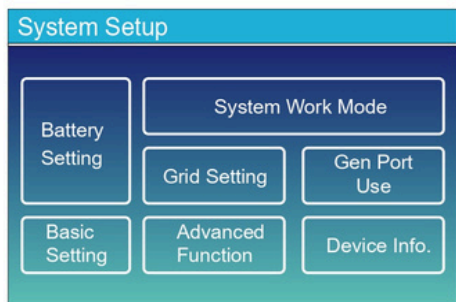 System Setup
System Work Mode
Battery
Setting
Grid Setting
Gen Port
Use
Basic
Setting
Advanced
Function
Device Info.